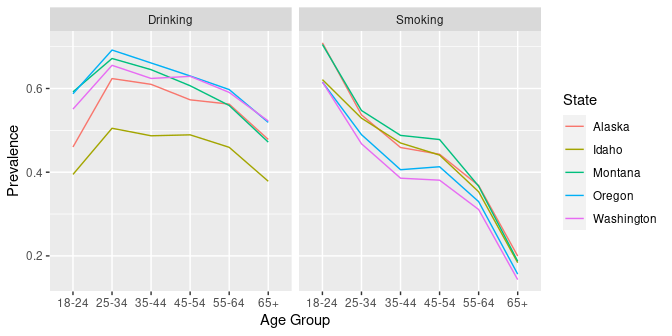 Drinking
Smoking
Prevalence
0.6
0.4
0.2
18-24 25-34 35-44 45-54 55-64 65+
18-24 25-34 35-44 45-54 55-64 65+
Age Group
State
Alaska
Idaho
Montana
Oregon
Washington